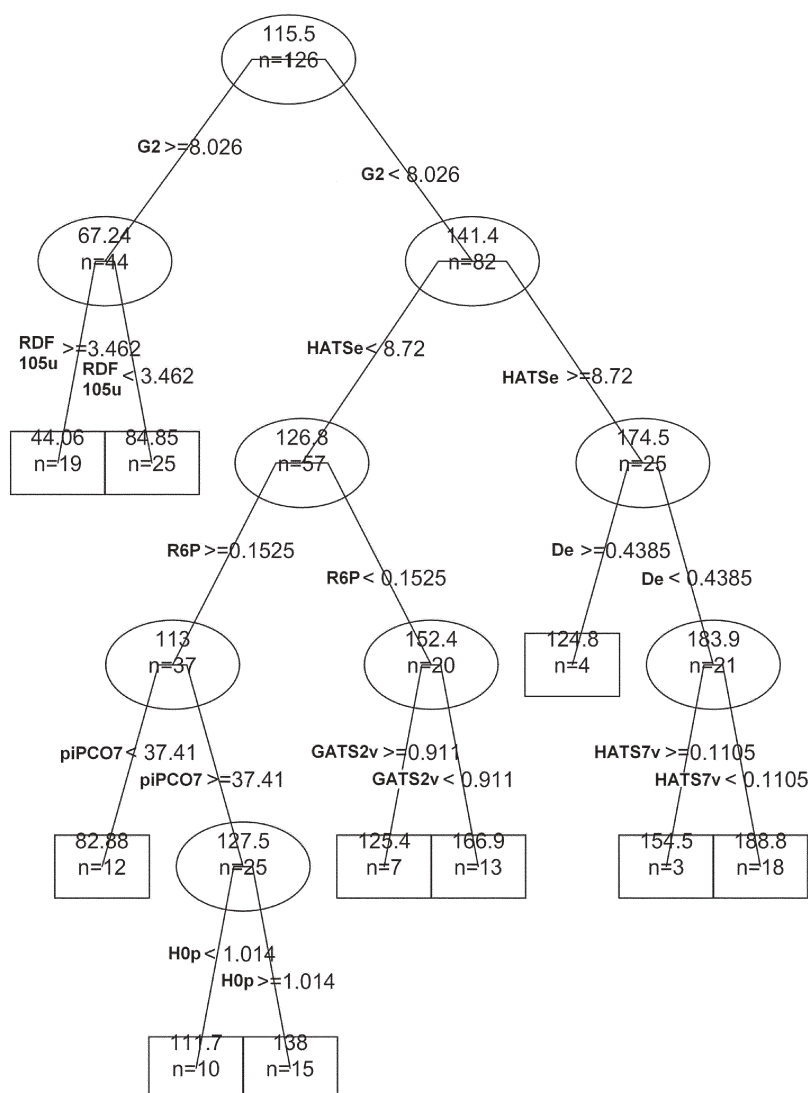 115.5
n=126
G2 >=8.026
G2 < 8.026
67.24
n=44
141.4
n=82
RDF
105u >=3.462
RDF
105u < 3.462
HATSe < 8.72
HATSe >=8.72
44.06
n=19
84.85
n=25
126.8
n=57
174.5
n=25
R6P >=0.1525
R6P < 0.1525
De >=0.4385
De < 0.4385
113
n=37
152.4
n=20
124.8
n=4
183.9
n=21
piPCO7 < 37.41
piPCO7 >=37.41
GATS2v >=0.911
GATS2v < 0.911
HATS7v >=0.1105
HATS7v < 0.1105
82.88
n=12
127.5
n=25
125.4
n=7
166.9
n=13
154.5
n=3
188.8
n=18
H0p < 1.014
H0p >=1.014
111.7
n=10
138
n=15